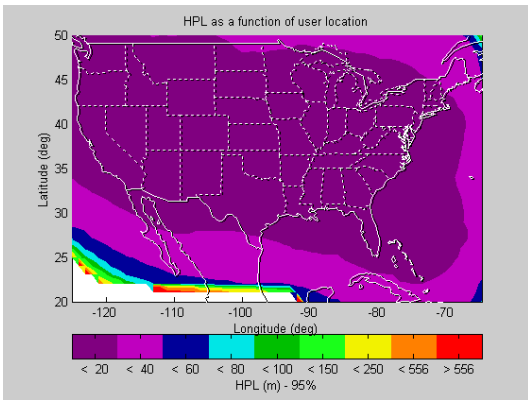 HPL as a function of user location
50
45
40
35
30
25
20
Latitude (deg)
-120 -110 -100 -90 -80 -70
Longitude (deg)
< 20 < 40 < 60 < 80 < 100 < 150 < 250 < 556 > 556
HPL (m) - 95%